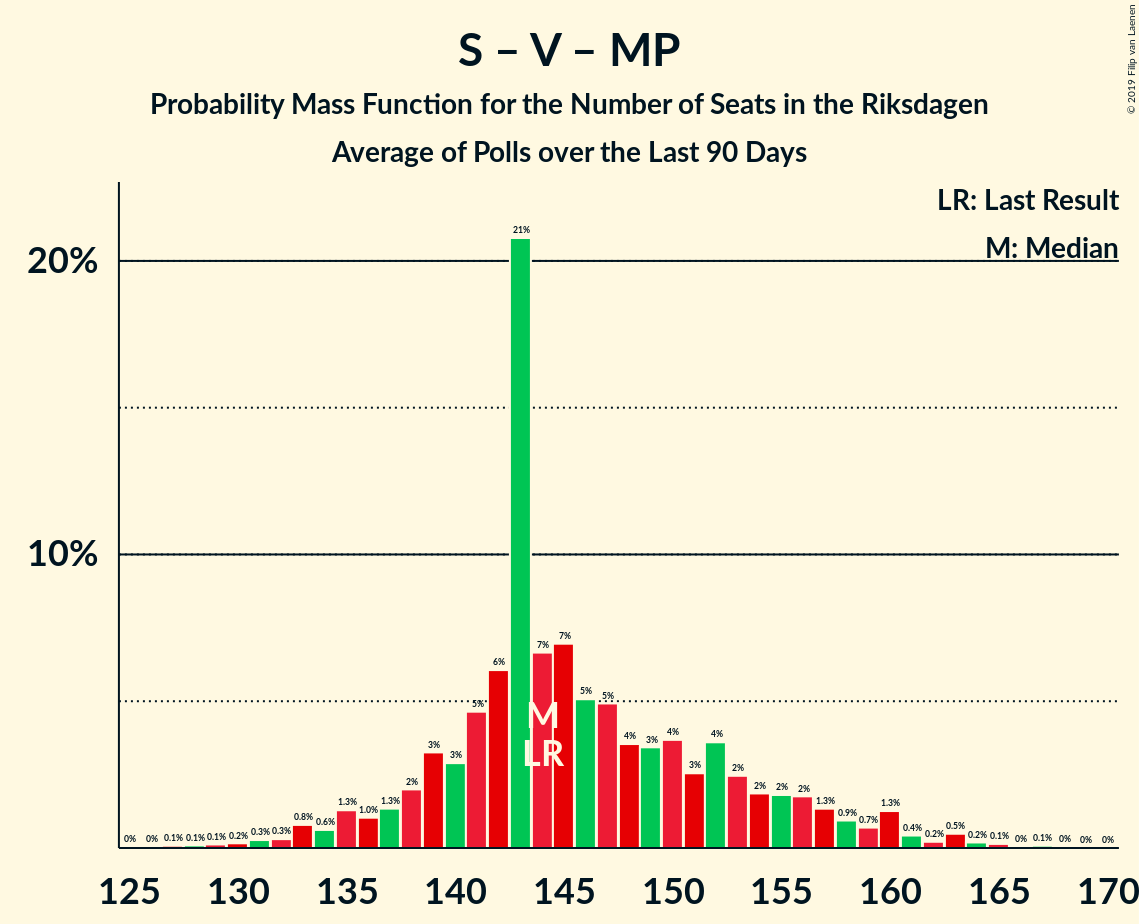 S – V – MP
Probability Mass Function for the Number of Seats in the Riksdagen
Average of Polls over the Last 90 Days
© 2019 Filip van Laenen
LR: Last Result
M: Median
20%
10%
0% 0% 0.1% 0.1% 0.1% 0.2% 0.3% 0.3% 0.8% 0.6% 1.3% 1.0% 1.3% 2% 3% 3% 5% 6% 21% 7% 7% 5% 5% 4% 3% 4% 3% 4% 2% 2% 2% 2% 1.3% 0.9% 0.7% 1.3% 0.4% 0.2% 0.5% 0.2% 0.1% 0% 0.1% 0% 0% 0%
M
LR
125 130 135 140 145 150 155 160 165 170